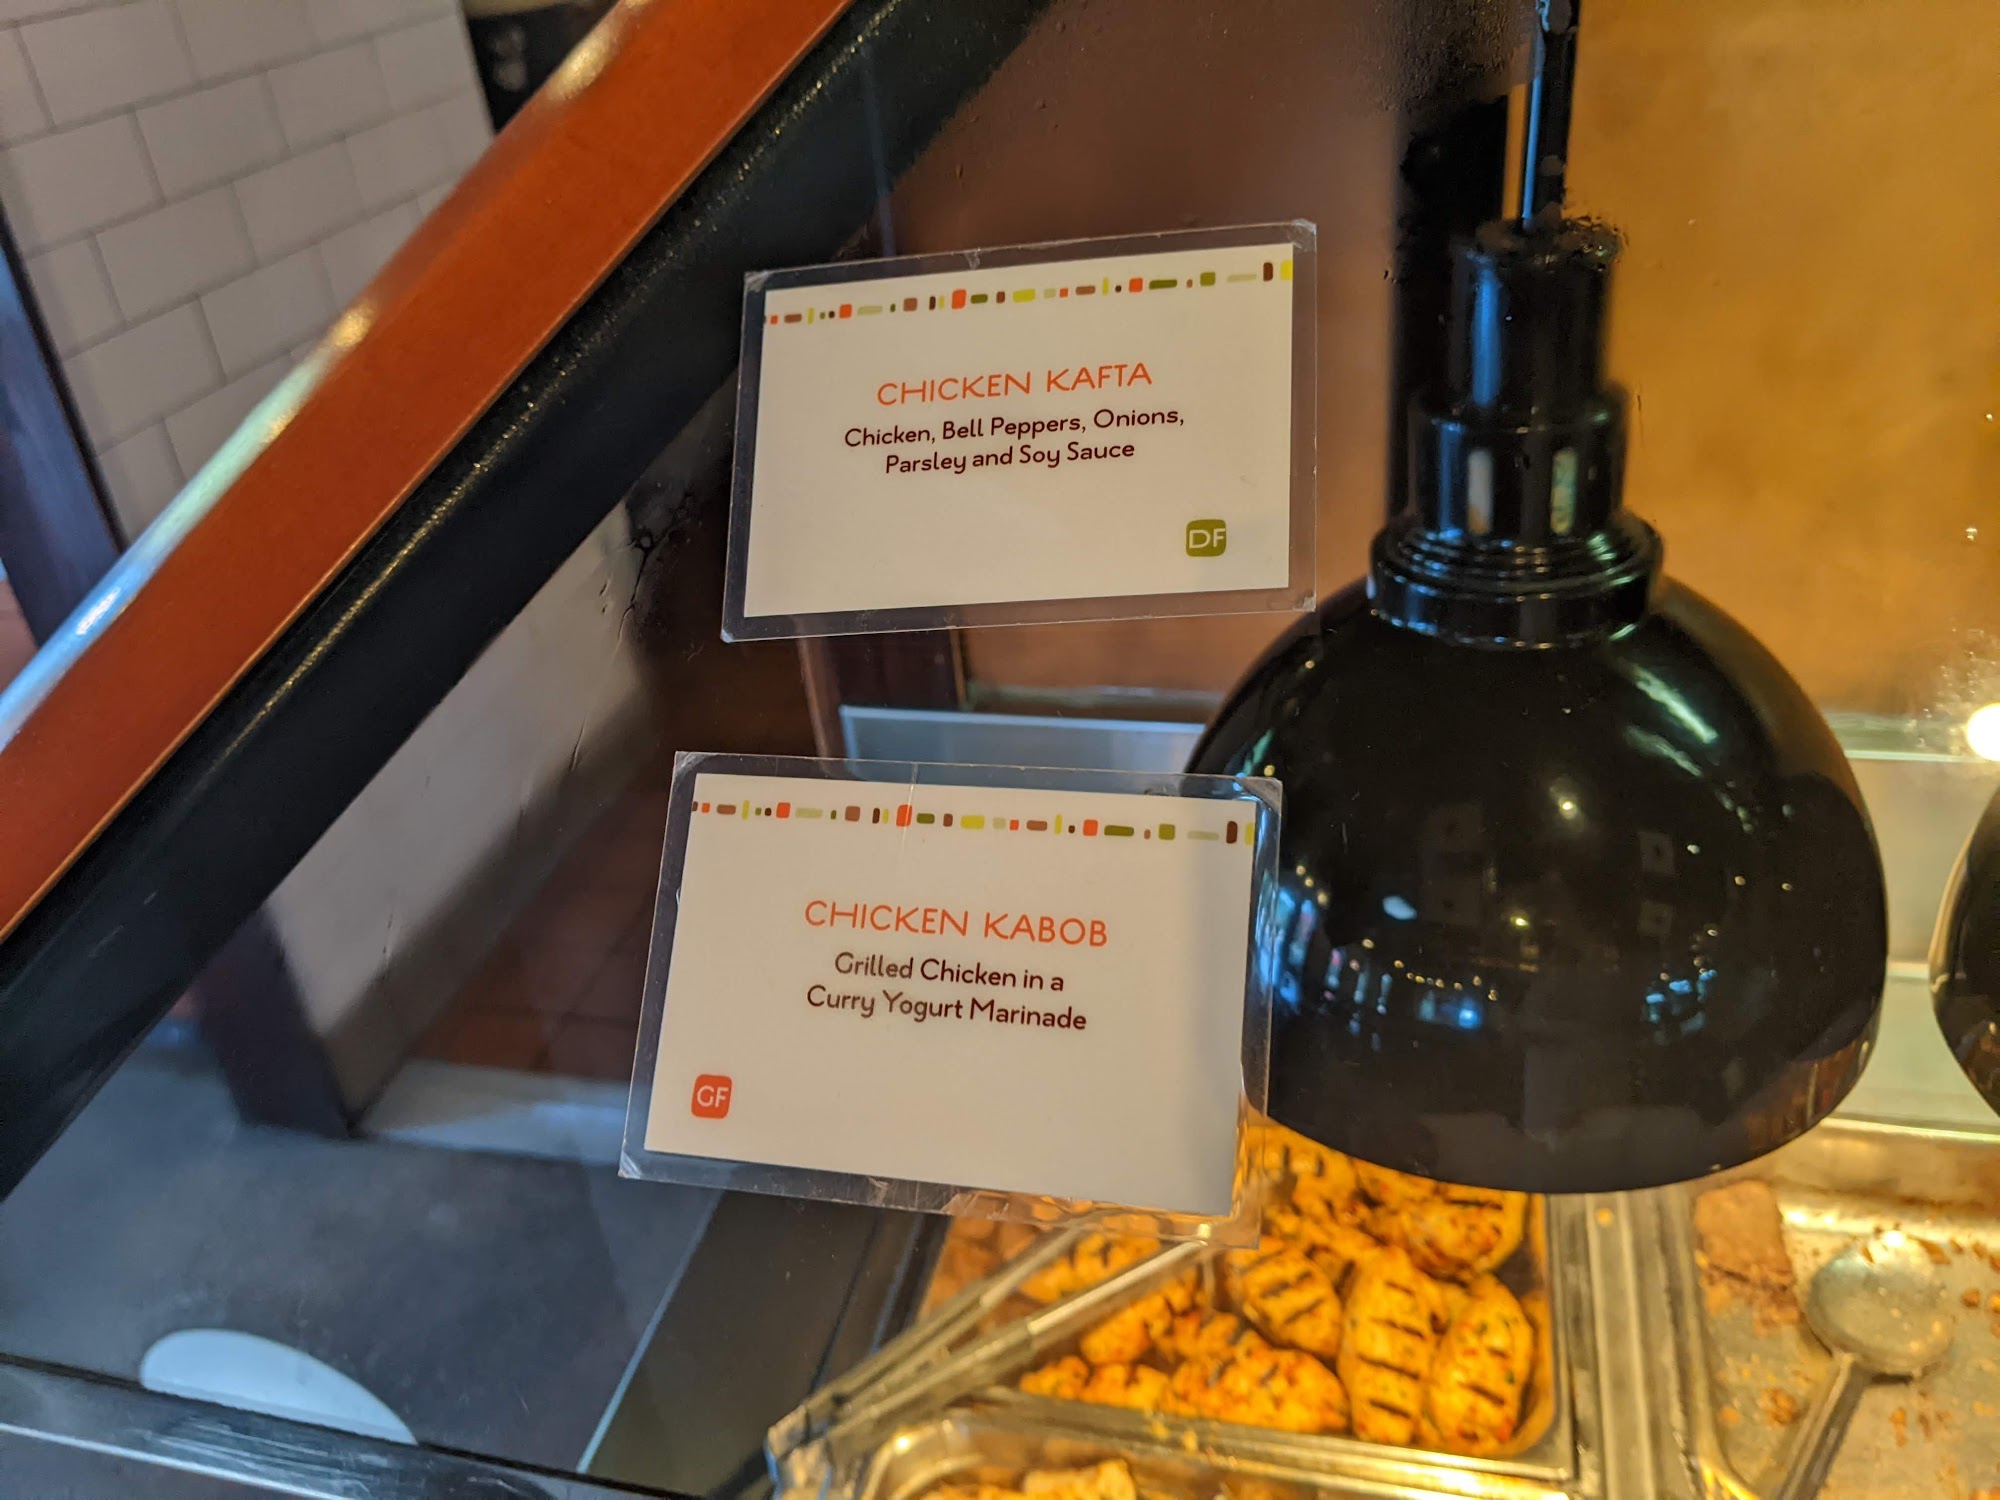 CHICKEN KAFTA
Chicken, Bell Peppers, Onions,
Parsley and Soy Sauce
DF
CHICKEN KABOB
Grilled Chicken in a
Curry Yogurt Marinade
GF